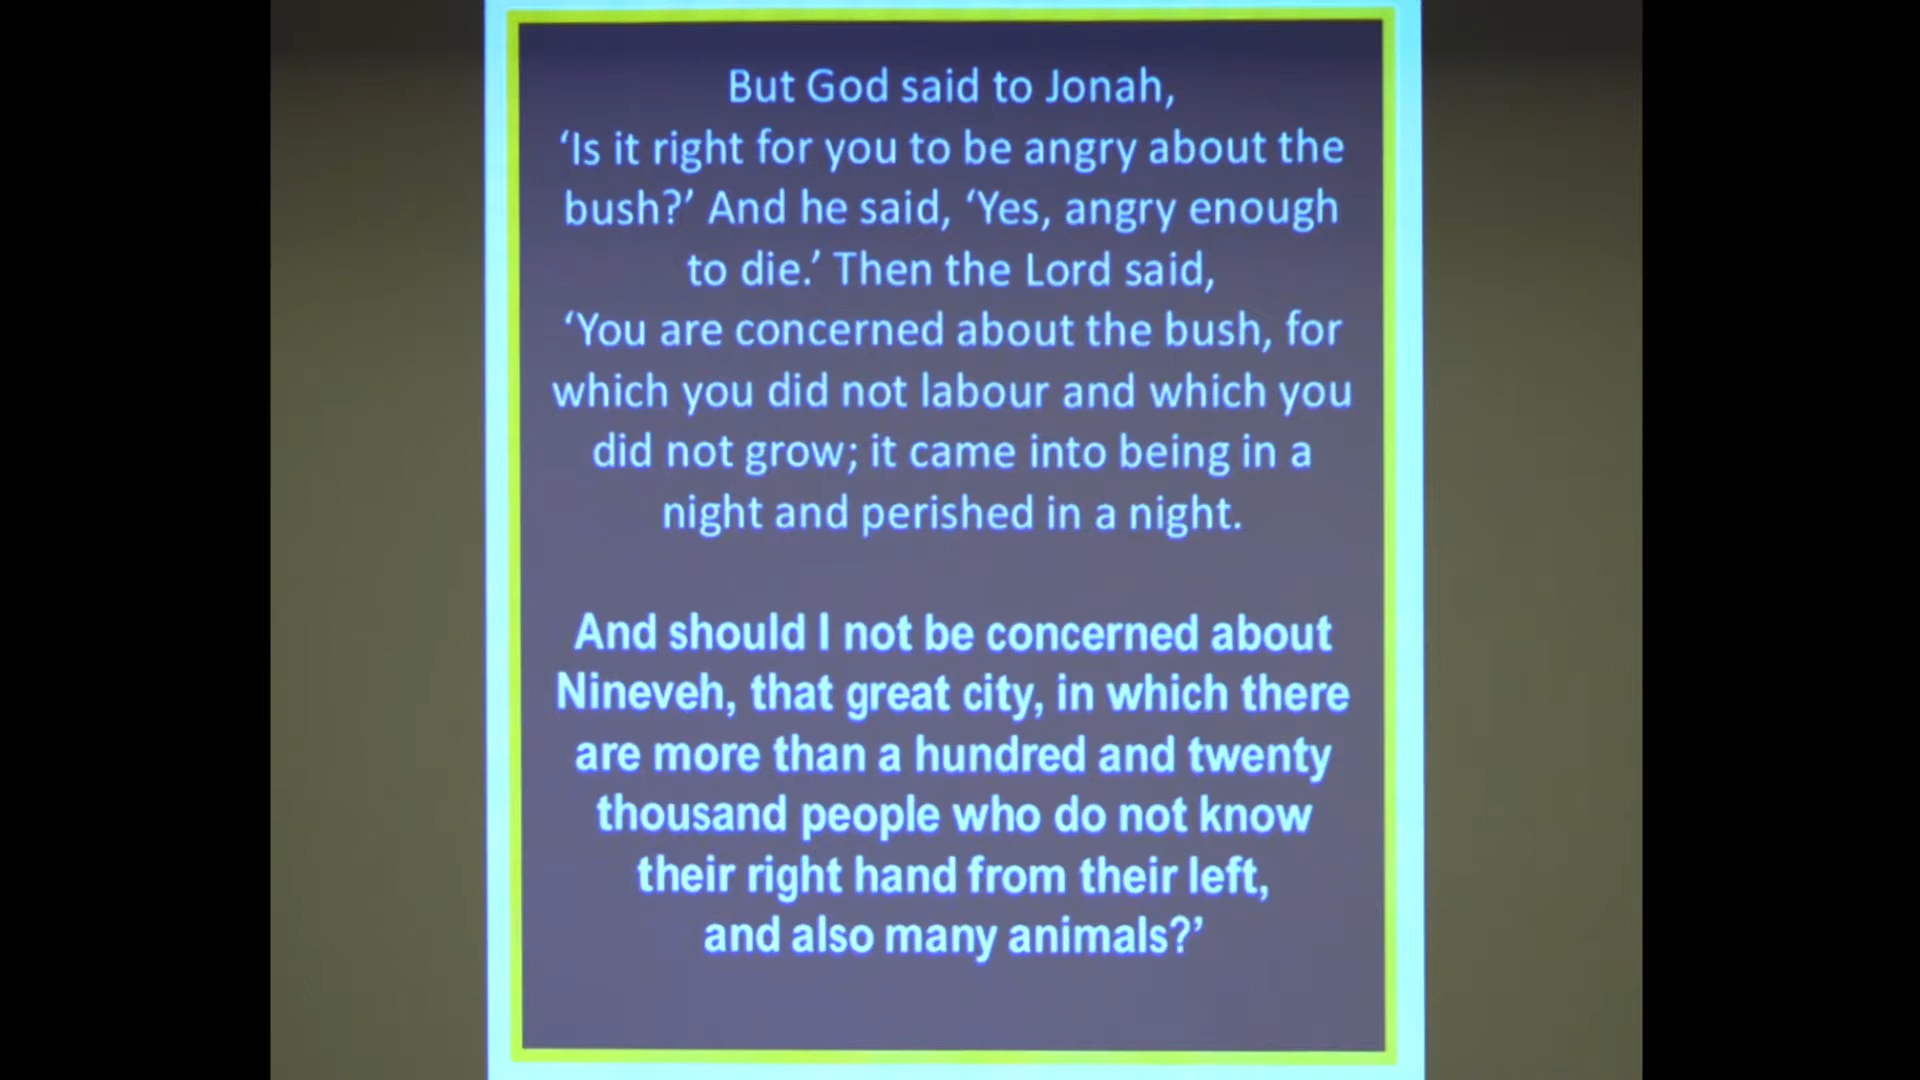 But God said to Jonah,
‘Is it right for you to be angry about the
bush?’ And he said, ‘Yes, angry enough
to die.’ Then the Lord said,
‘You are concerned about the bush, for
which you did not labour and which you
did not grow; it came into being in a
night and perished in a night.
And should I not be concerned about
Nineveh, that great city, in which there
are more than a hundred and twenty
thousand people who do not know
their right hand from their left,
and also many animals?’